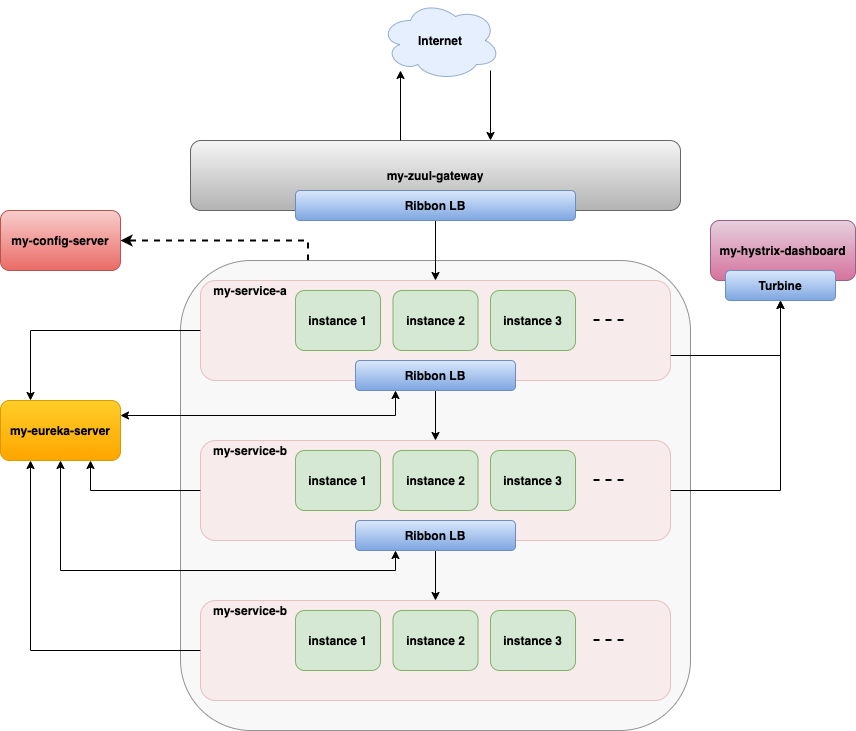 Internet
my-zuul-gateway
Ribbon LB
my-config-server
my-hystrix-dashboard
Turbine
my-service-a
instance 1
instance 2
instance 3
Ribbon LB
my-eureka-server
my-service-b
instance 1
instance 2
instance 3
Ribbon LB
my-service-b
instance 1
instance 2
instance 3